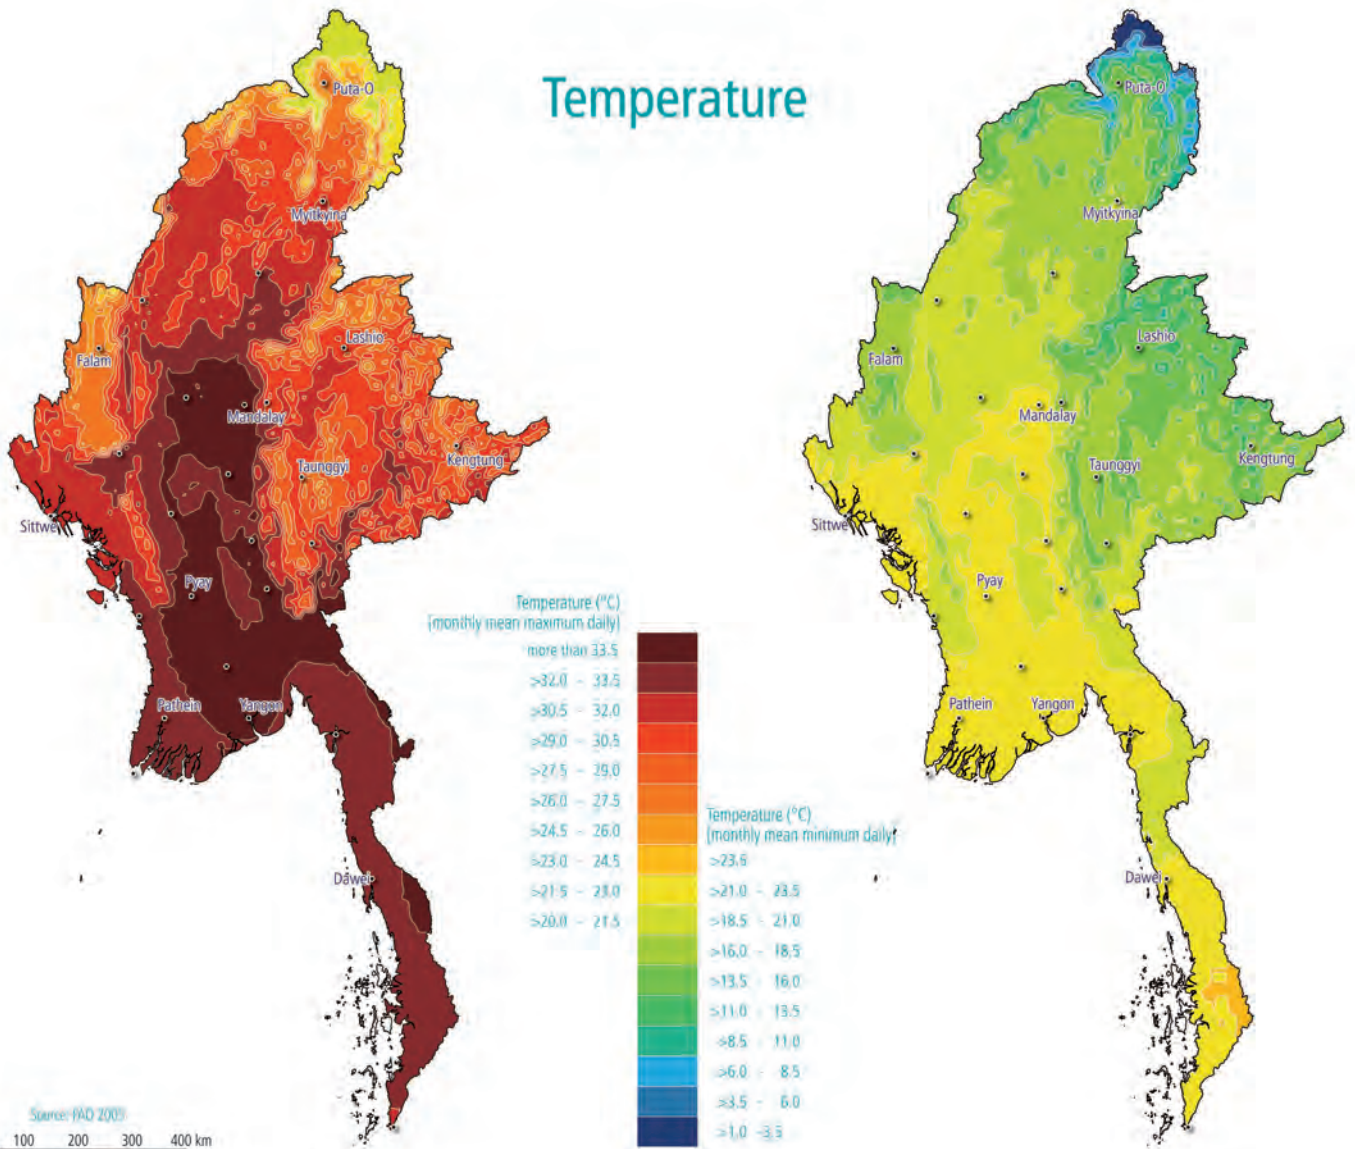 Temperature
Puta-O
Myitkyina
Lashio
Falam
Mandalay
Taunggyi
Kengtung
Sittwe
Pyay
Pathein
Yangon
Dawei
Temperature (°C)
(monthly mean maximum daily)
more than 33.5
>32.0 - 33.5
>30.5 - 32.0
>29.0 - 30.5
>27.5 - 29.0
>26.0 - 27.5
>24.5 - 26.0
>23.0 - 24.5
>21.5 - 23.0
>20.0 - 21.5
Temperature (°C)
(monthly mean minimum daily)
>23.6
>21.0 - 23.5
>18.5 - 21.0
>16.0 - 18.5
>13.5 - 16.0
>11.0 - 13.5
>8.5 - 11.0
>6.0 - 8.5
>3.5 - 6.0
>1.0 -3.5
Puta-O
Myitkyina
Lashio
Falam
Mandalay
Taunggyi
Kengtung
Sittwe
Pyay
Pathein
Yangon
Dawei
Source: FAO 2005
100 200 300 400 km